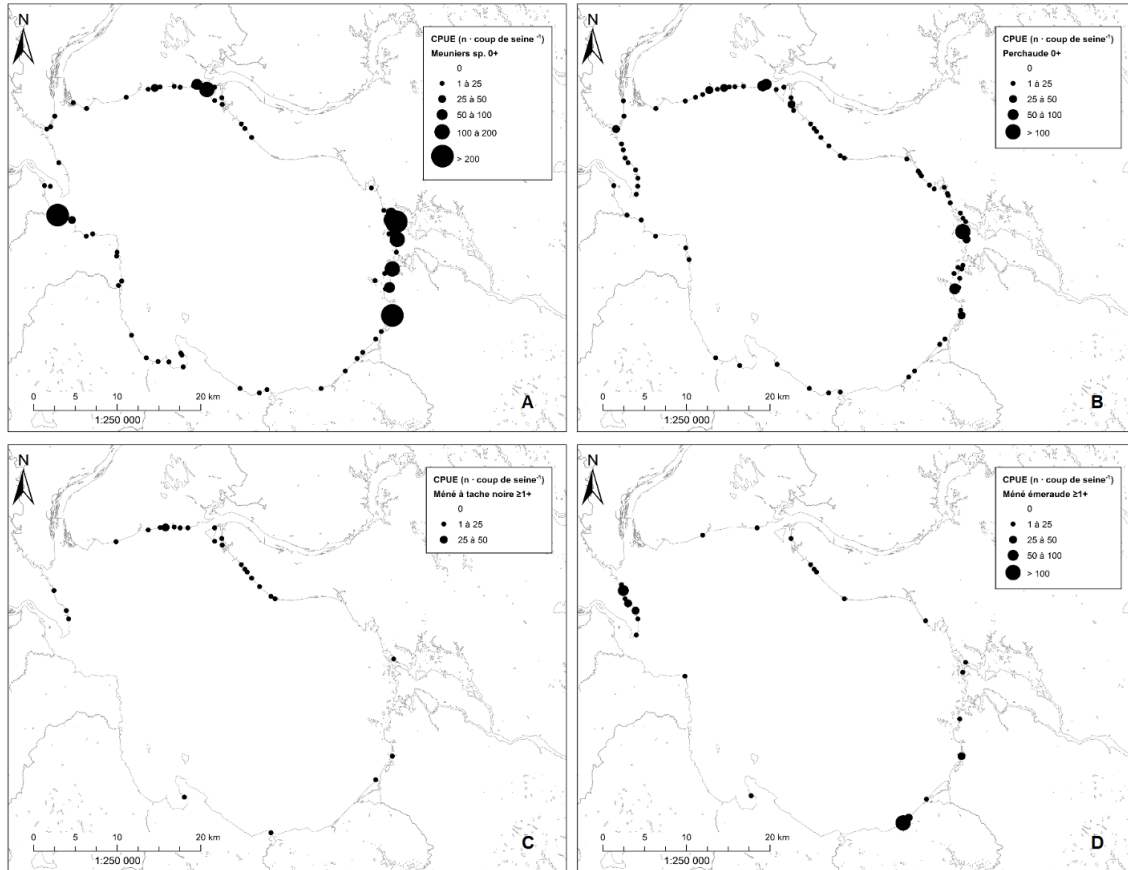 N
CPUE (n · coup de seine⁻¹)
Meuniers sp. 0+
0
1 à 25
25 à 50
50 à 100
100 à 200
> 200
0 5 10 20 km
1:250 000
A
N
CPUE (n · coup de seine⁻¹)
Perchaude 0+
0
1 à 25
25 à 50
50 à 100
> 100
0 5 10 20 km
1:250 000
B
N
CPUE (n · coup de seine⁻¹)
Méné à tache noire ≥1+
0
1 à 25
25 à 50
0 5 10 20 km
1:250 000
C
N
CPUE (n · coup de seine⁻¹)
Méné émeraude ≥1+
0
1 à 25
25 à 50
50 à 100
> 100
0 5 10 20 km
1:250 000
D